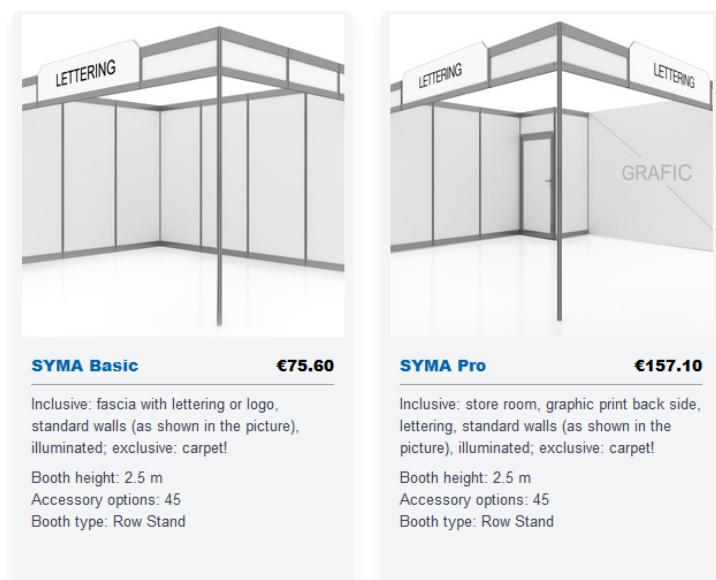 LETTERING
SYMA Basic €75.60
Inclusive: fascia with lettering or logo,
standard walls (as shown in the picture),
illuminated; exclusive: carpet!
Booth height: 2.5 m
Accessory options: 45
Booth type: Row Stand
LETTERING
LETTERING
GRAFIC
SYMA Pro €157.10
Inclusive: store room, graphic print back side,
lettering, standard walls (as shown in the
picture), illuminated; exclusive: carpet!
Booth height: 2.5 m
Accessory options: 45
Booth type: Row Stand